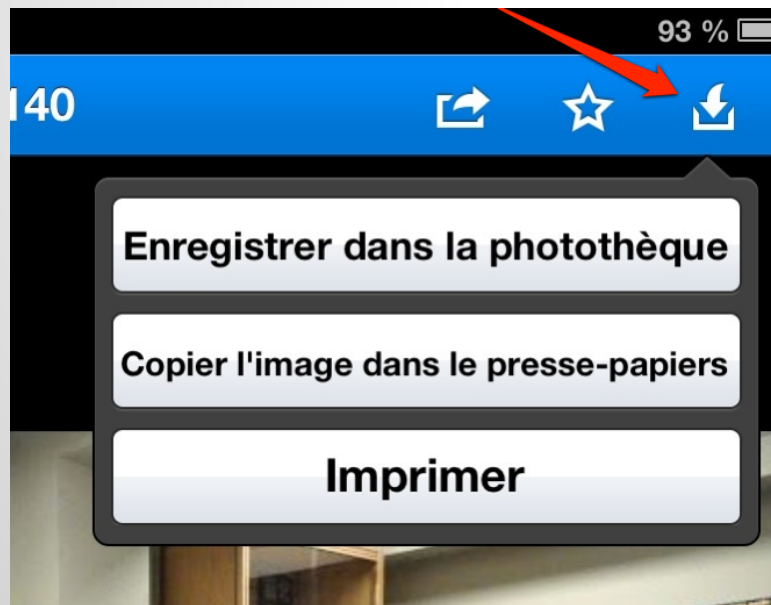 93 %
140
Enregistrer dans la photothèque
Copier l'image dans le presse-papiers
Imprimer